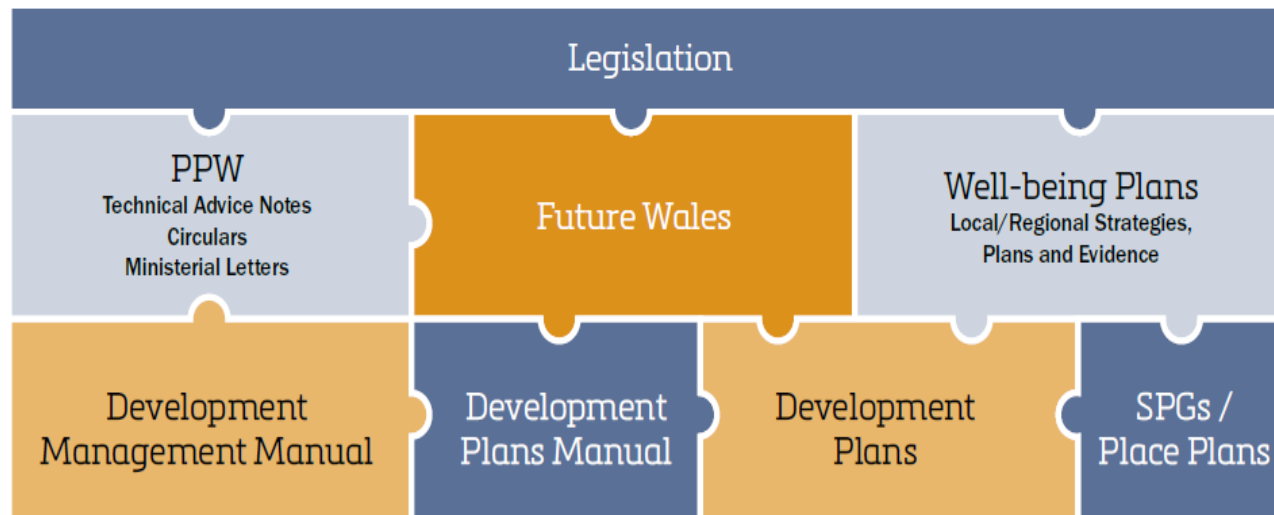 Legislation
PPW
Technical Advice Notes
Circulars
Ministerial Letters
Future Wales
Well-being Plans
Local/Regional Strategies,
Plans and Evidence
Development
Management Manual
Development
Plans Manual
Development
Plans
SPGs /
Place Plans